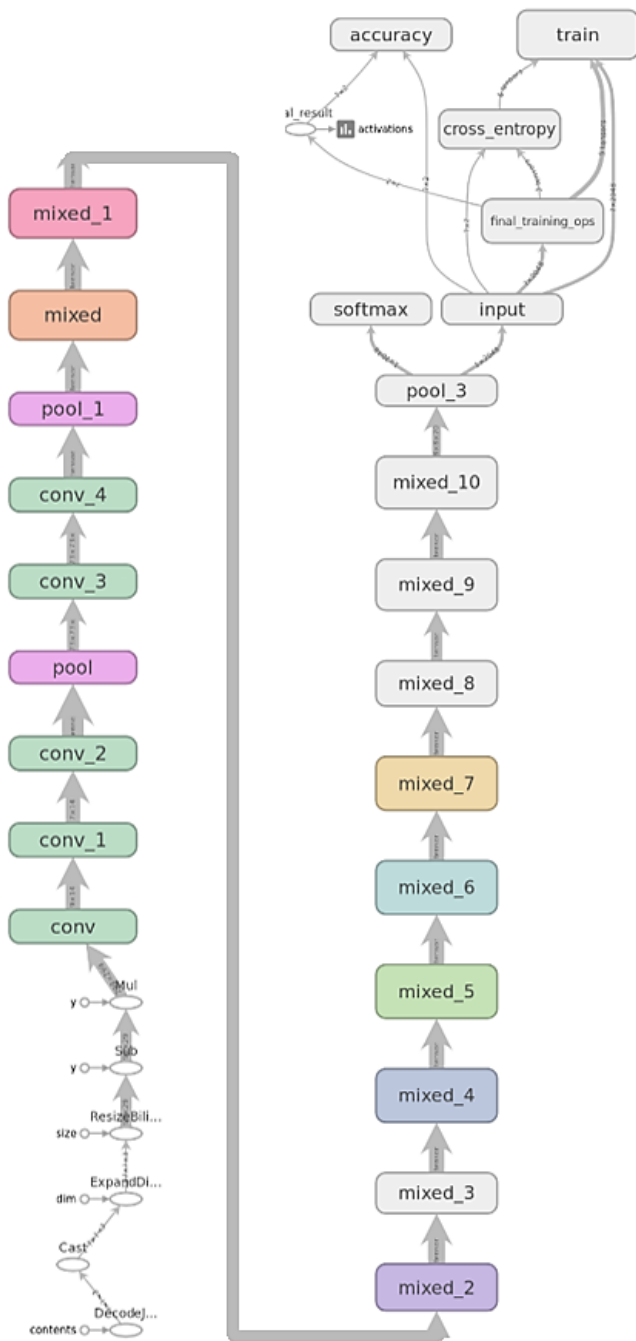 accuracy
train
al_result
activations
cross_entropy
final_training_ops
softmax
input
pool_3
mixed_10
mixed_9
mixed_8
mixed_7
mixed_6
mixed_5
mixed_4
mixed_3
mixed_2
mixed_1
mixed
pool_1
conv_4
conv_3
pool
conv_2
conv_1
conv
Mul
y
Sub
y
ResizeBili...
size
ExpandDi...
dim
Cast
DecodeJ...
contents